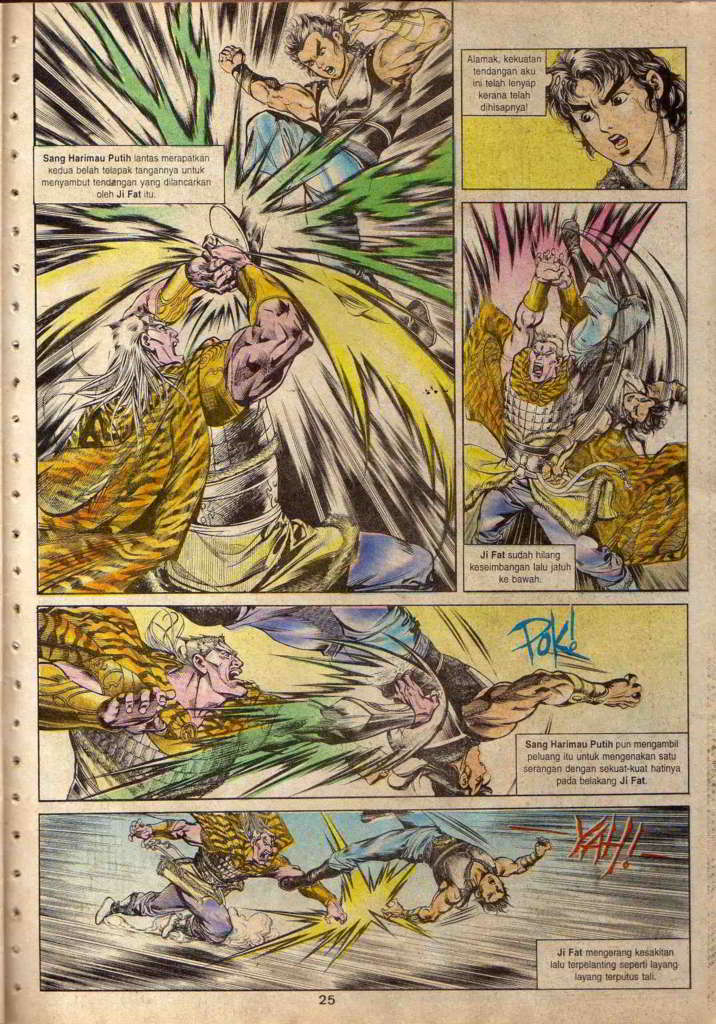 Sang Harimau Putih lantas merapatkan
kedua belah telapak tangannya untuk
menyambut tendangan yang dilancarkan
oleh Ji Fat itu.
Alamak, kekuatan
tendangan aku
ini telah lenyap
kerana telah
dihisapnya!
Ji Fat sudah hilang
keseimbangan lalu jatuh
ke bawah.
POK!
Sang Harimau Putih pun mengambil
peluang itu untuk mengenakan satu
serangan dengan sekuat-kuat hatinya
pada belakang Ji Fat.
YAH!!
Ji Fat mengerang kesakitan
lalu terpelanting seperti layang
layang terputus tali.
25